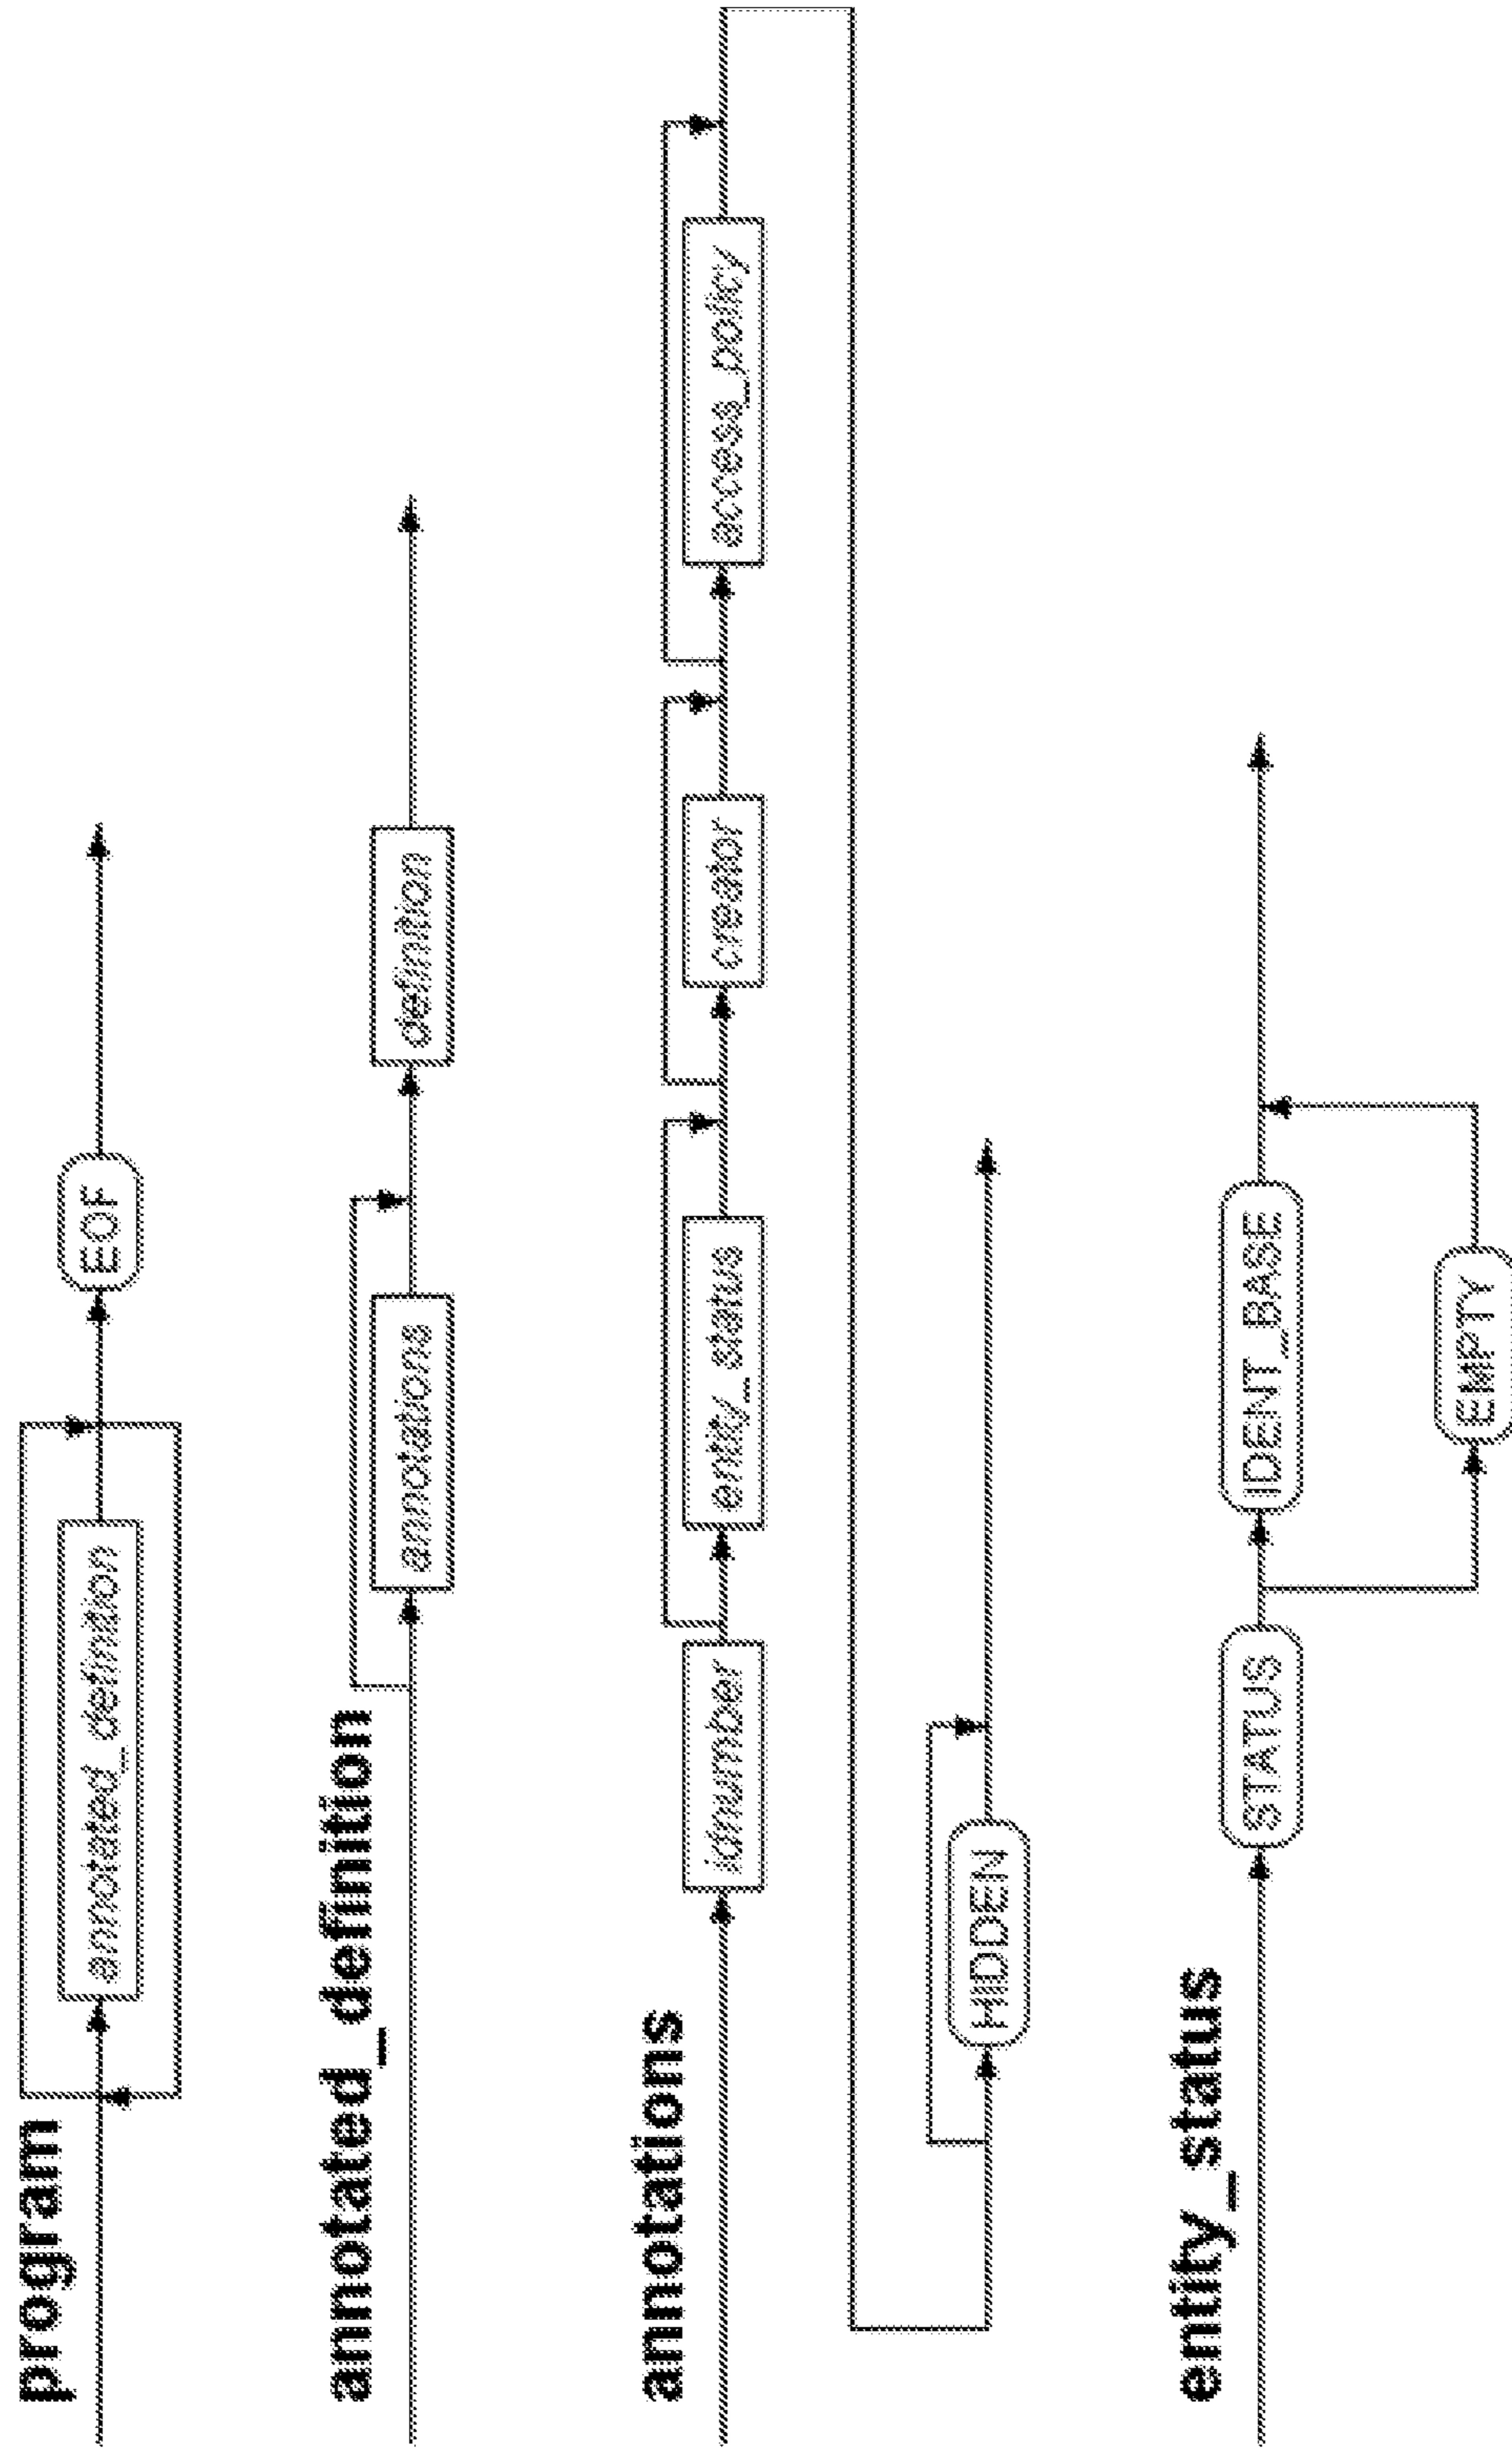 program
annotated_definition
EOF
annotated_definition
annotations
definition
annotations
idnumber
entity_status
creator
access_policy
HIDDEN
entity_status
STATUS
IDENT_BASE
EMPTY